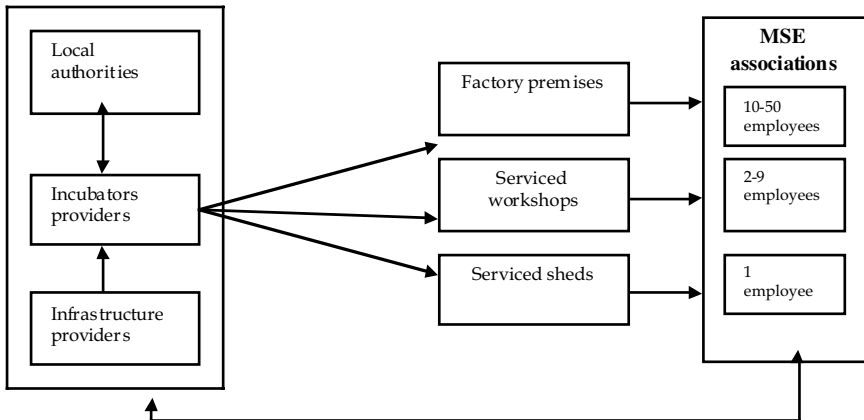 Local
authorities
Incubators
providers
Infrastructure
providers
Factory premises
Serviced
workshops
Serviced sheds
MSE
associations
10-50
employees
2-9
employees
1
employee